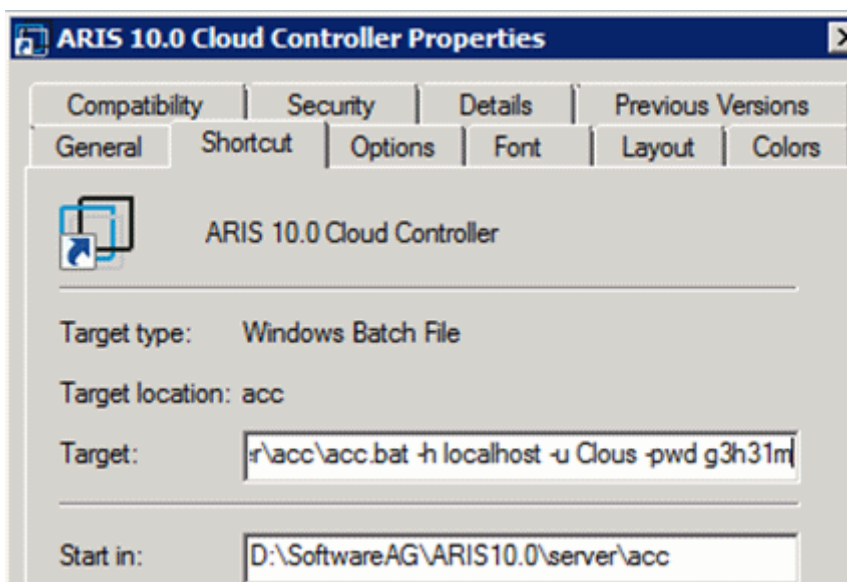 ARIS 10.0 Cloud Controller Properties
Compatibility Security Details Previous Versions
General Shortcut Options Font Layout Colors
ARIS 10.0 Cloud Controller
Target type: Windows Batch File
Target location: acc
Target: r\acc\acc.bat -h localhost -u Clous -pwd g3h31m
Start in: D:\SoftwareAG\ARIS10.0\server\acc